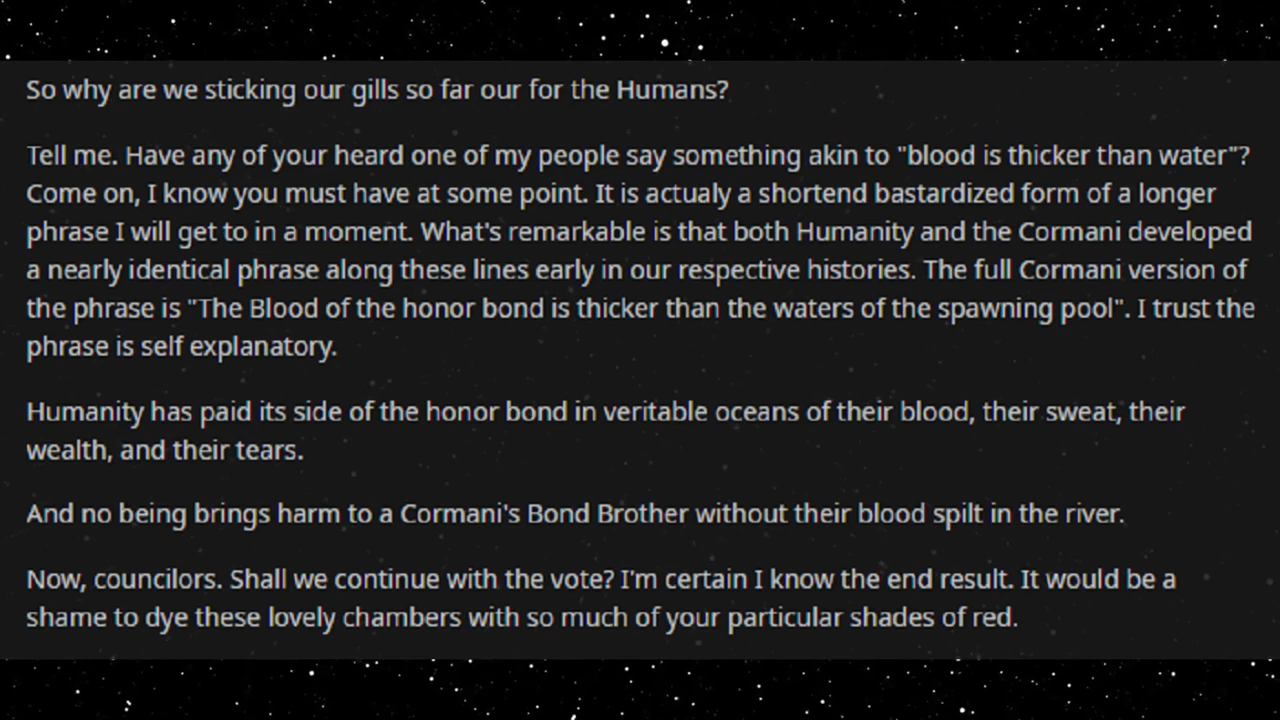 So why are we sticking our gills so far our for the Humans?
Tell me. Have any of your heard one of my people say something akin to "blood is thicker than water"?
Come on, I know you must have at some point. It is actualy a shortend bastardized form of a longer
phrase I will get to in a moment. What's remarkable is that both Humanity and the Cormani developed
a nearly identical phrase along these lines early in our respective histories. The full Cormani version of
the phrase is "The Blood of the honor bond is thicker than the waters of the spawning pool". I trust the
phrase is self explanatory.
Humanity has paid its side of the honor bond in veritable oceans of their blood, their sweat, their
wealth, and their tears.
And no being brings harm to a Cormani's Bond Brother without their blood spilt in the river.
Now, councilors. Shall we continue with the vote? I'm certain I know the end result. It would be a
shame to dye these lovely chambers with so much of your particular shades of red.